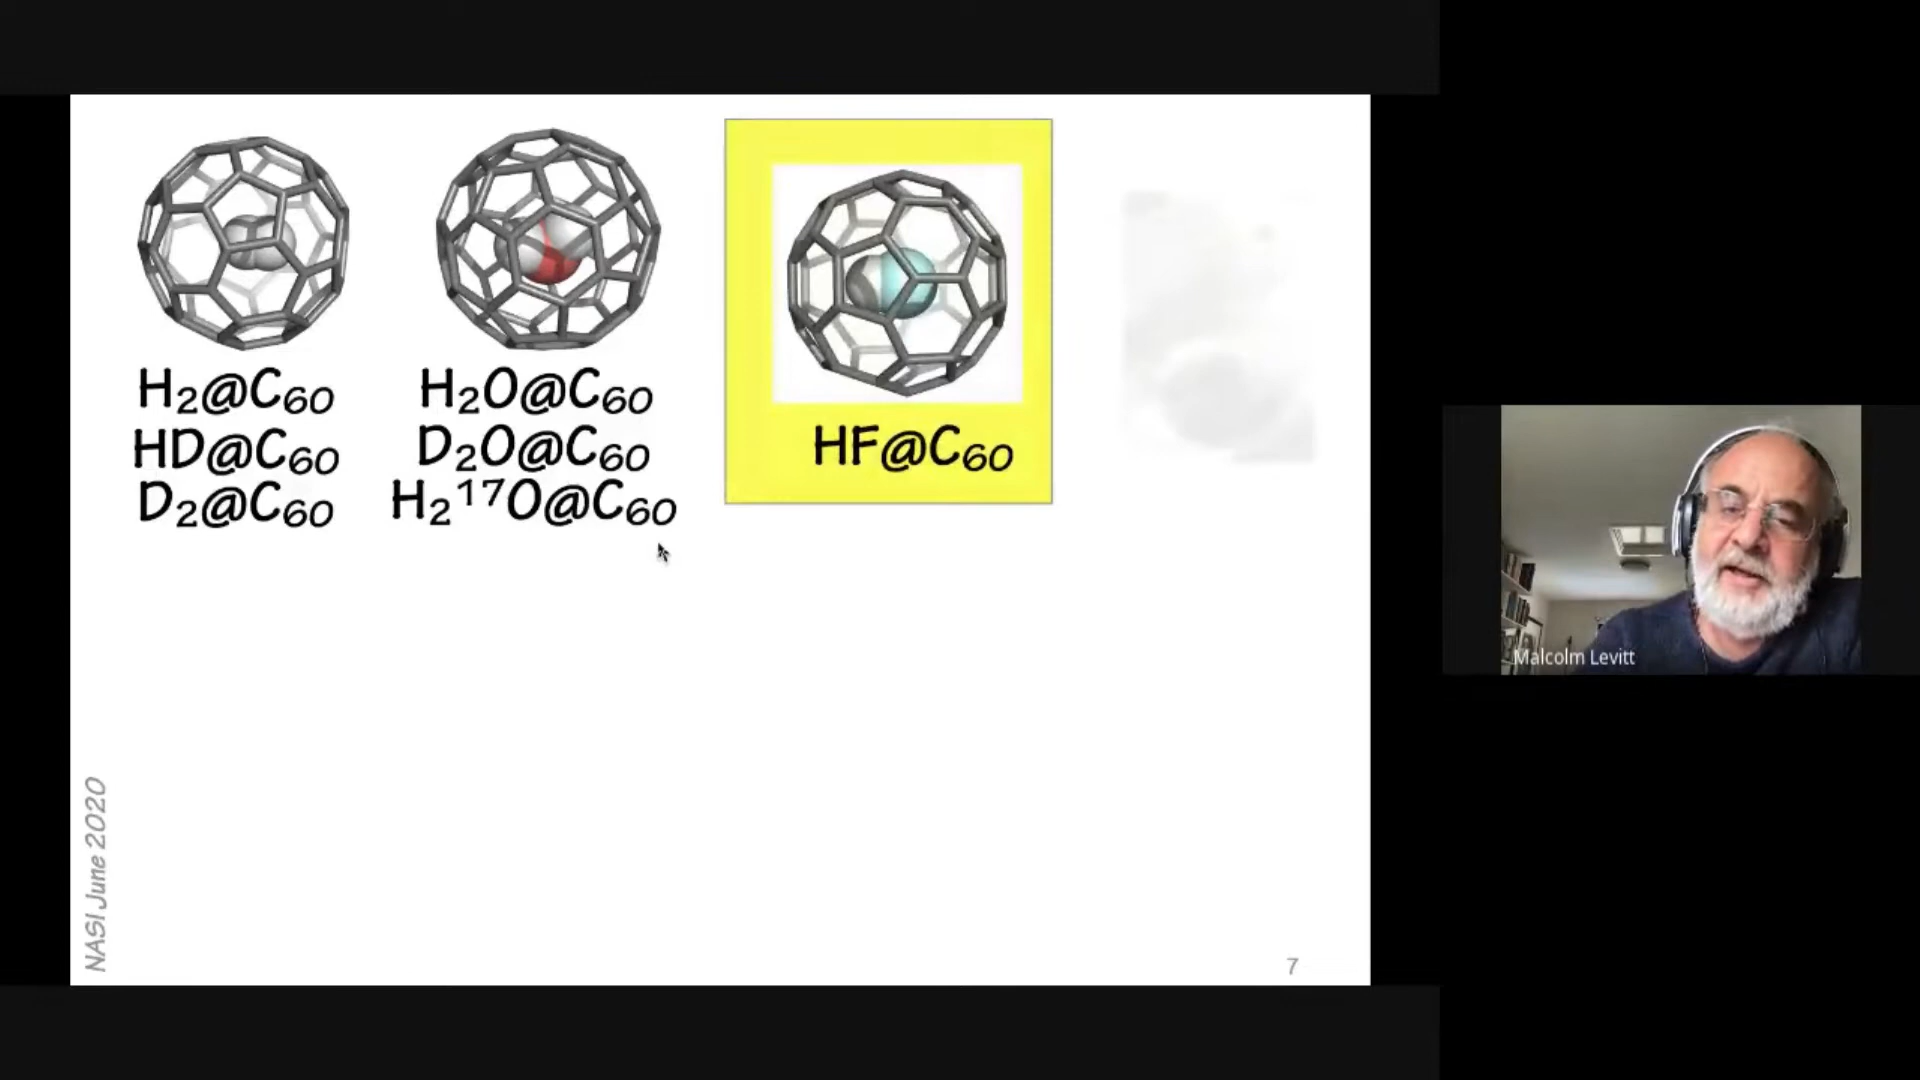 H₂@C₆₀
HD@C₆₀
D₂@C₆₀
H₂O@C₆₀
D₂O@C₆₀
H₂¹⁷O@C₆₀
HF@C₆₀
Malcolm Levitt
NASI June 2020
7